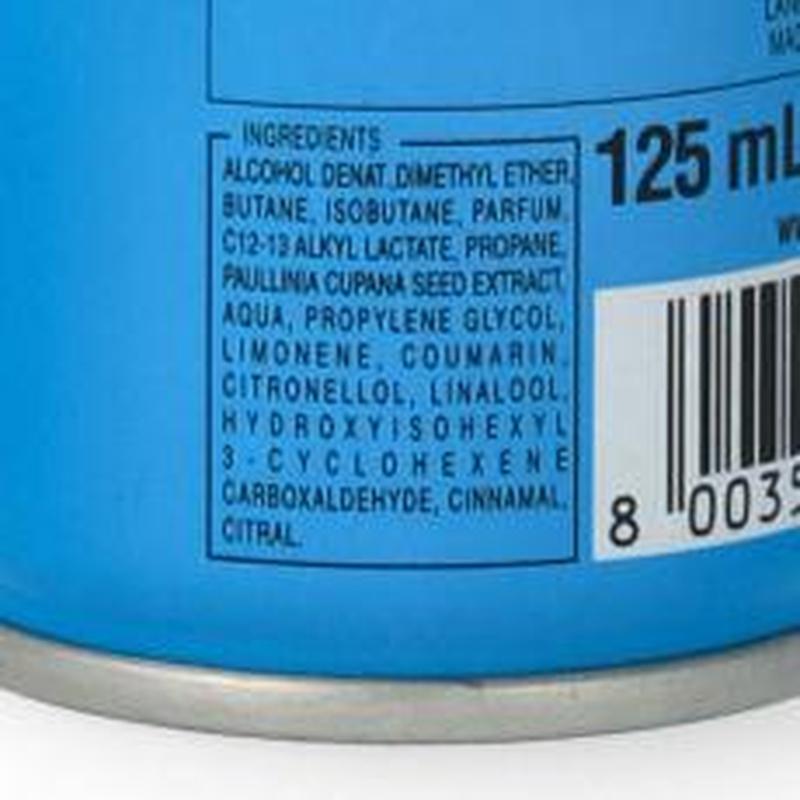 INGREDIENTS
ALCOHOL DENAT. DIMETHYL ETHER,
BUTANE, ISOBUTANE, PARFUM,
C12-13 ALKYL LACTATE, PROPANE,
PAULLINIA CUPANA SEED EXTRACT,
AQUA, PROPYLENE GLYCOL,
LIMONENE, COUMARIN,
CITRONELLOL, LINALOOL,
HYDROXYISOHEXYL
3-CYCLOHEXENE
CARBOXALDEHYDE, CINNAMAL,
CITRAL.
125 mL
8 0035